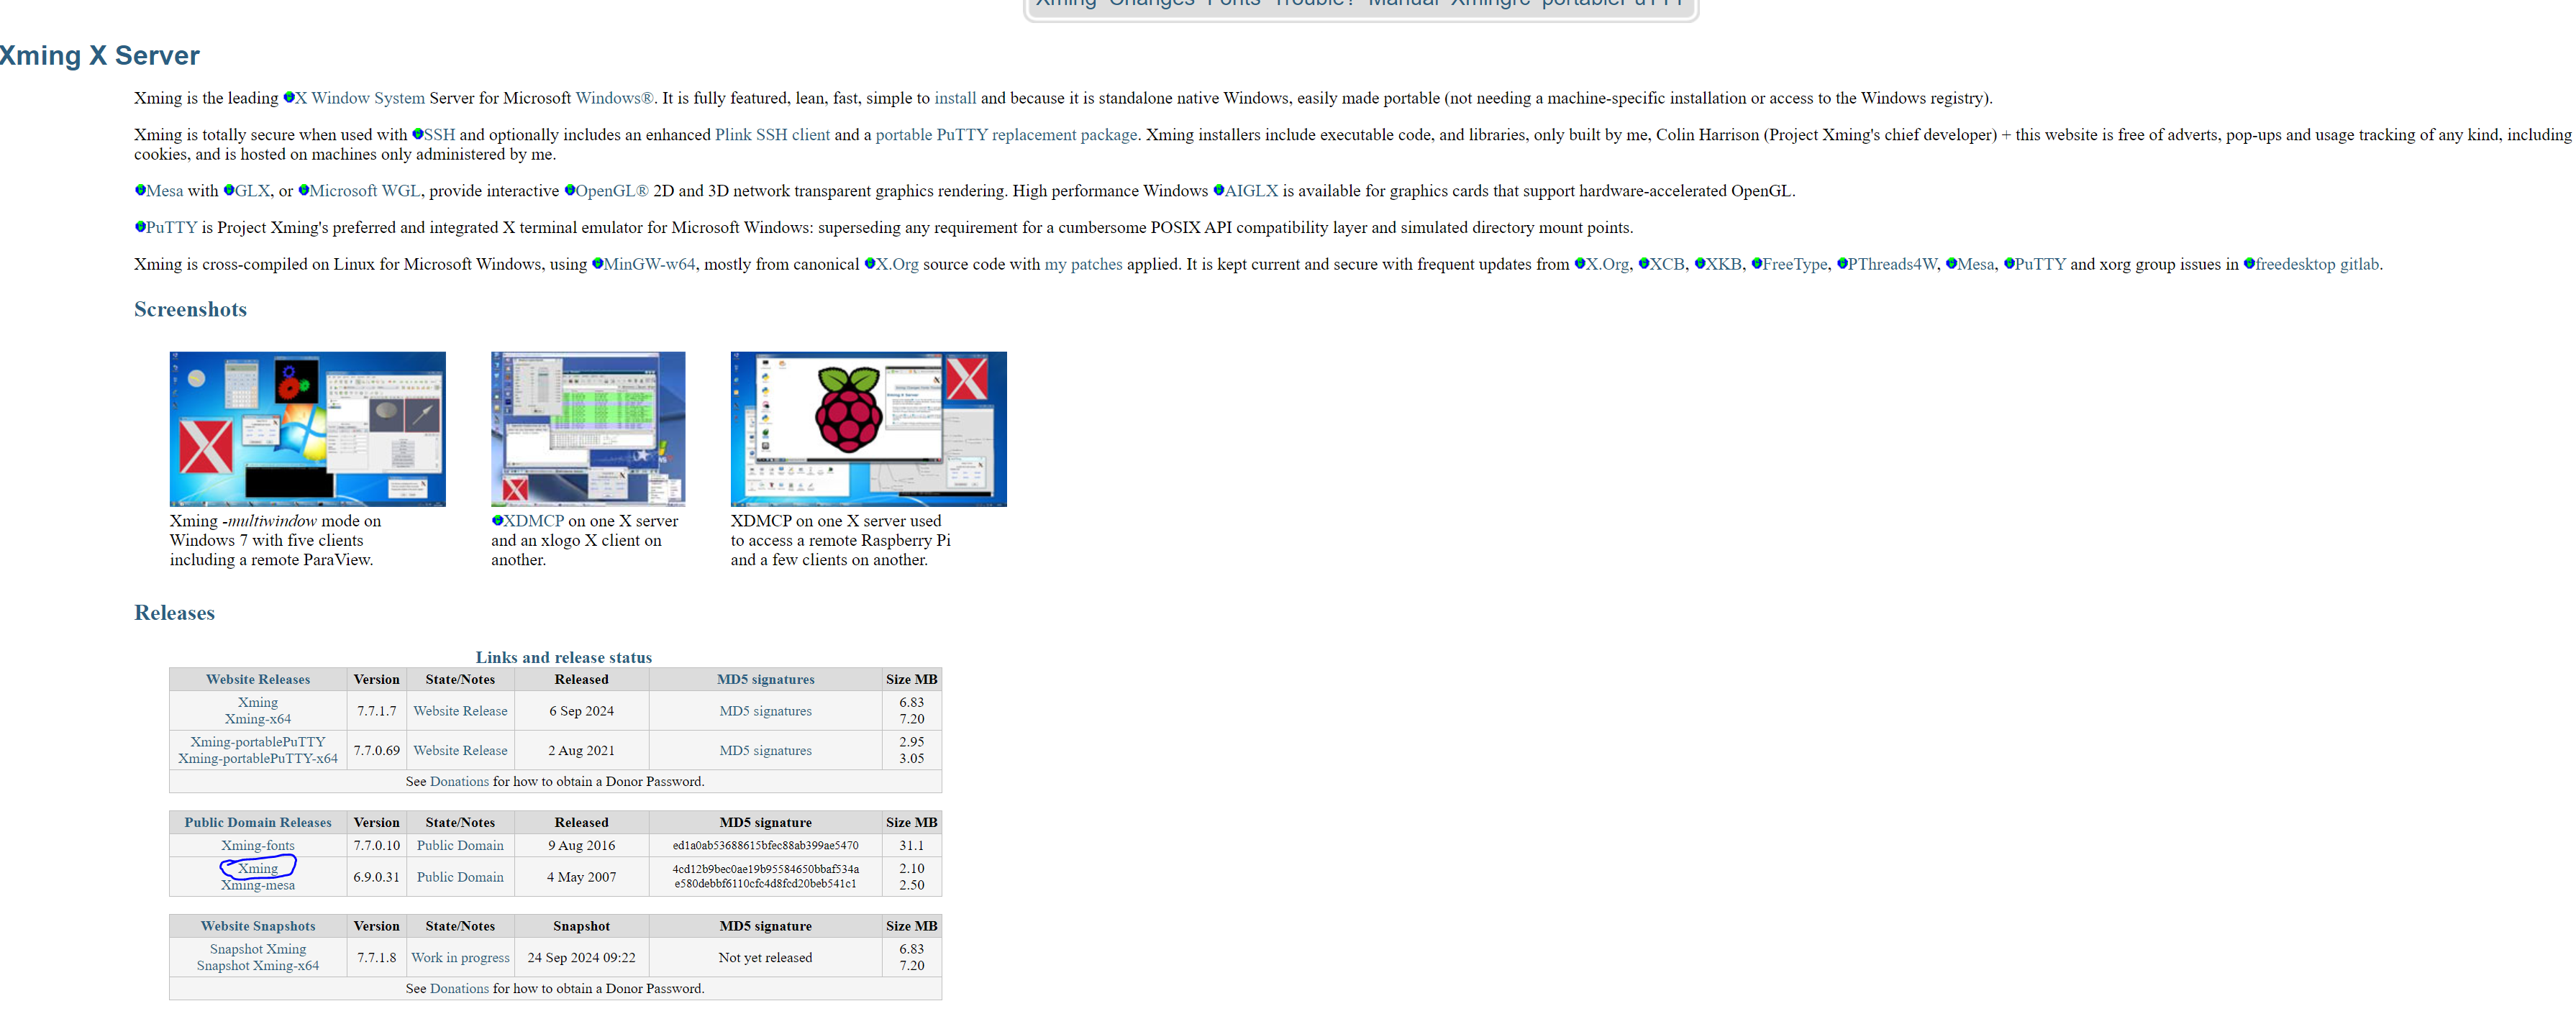 Xming Changes Fonts Trouble? Manual Xming're portablePuTTY
Xming X Server
Xming is the leading X Window System Server for Microsoft Windows®. It is fully featured, lean, fast, simple to install and because it is standalone native Windows, easily made portable (not needing a machine-specific installation or access to the Windows registry).
Xming is totally secure when used with SSH and optionally includes an enhanced Plink SSH client and a portable PuTTY replacement package. Xming installers include executable code, and libraries, only built by me, Colin Harrison (Project Xming's chief developer) + this website is free of adverts, pop-ups and usage tracking of any kind, including
cookies, and is hosted on machines only administered by me.
Mesa with GLX, or Microsoft WGL, provide interactive OpenGL® 2D and 3D network transparent graphics rendering. High performance Windows AIGLX is available for graphics cards that support hardware-accelerated OpenGL.
PuTTY is Project Xming's preferred and integrated X terminal emulator for Microsoft Windows: superseding any requirement for a cumbersome POSIX API compatibility layer and simulated directory mount points.
Xming is cross-compiled on Linux for Microsoft Windows, using MinGW-w64, mostly from canonical X.Org source code with my patches applied. It is kept current and secure with frequent updates from X.Org, XCB, XKB, FreeType, PThreads4W, Mesa, PuTTY and xorg group issues in freedesktop gitlab.
Screenshots
Xming -multiwindow mode on
Windows 7 with five clients
including a remote ParaView.
XDMCP on one X server
and an xlogo X client on
another.
XDMCP on one X server used
to access a remote Raspberry Pi
and a few clients on another.
Releases
Links and release status
Website Releases Version State/Notes Released MD5 signatures Size MB
Xming 6.83
7.7.1.7 Website Release 6 Sep 2024 MD5 signatures
Xming-x64 7.20
Xming-portablePuTTY 2.95
7.7.0.69 Website Release 2 Aug 2021 MD5 signatures
Xming-portablePuTTY-x64 3.05
See Donations for how to obtain a Donor Password.
Public Domain Releases Version State/Notes Released MD5 signature Size MB
Xming-fonts 7.7.0.10 Public Domain 9 Aug 2016 ed1a0ab53688615bfec88ab399ae5470 31.1
Xming 4cd12b9bec0ae19b95584650bbaf534a 2.10
6.9.0.31 Public Domain 4 May 2007
Xming-mesa e580debbf6110cfc4d8fcd20beb541c1 2.50
Website Snapshots Version State/Notes Snapshot MD5 signature Size MB
Snapshot Xming 6.83
7.7.1.8 Work in progress 24 Sep 2024 09:22 Not yet released
Snapshot Xming-x64 7.20
See Donations for how to obtain a Donor Password.